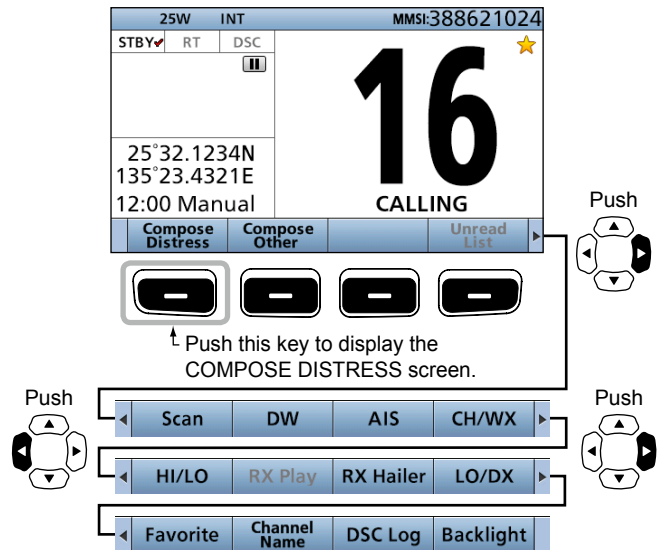 25W INT MMSI:388621024
STBY RT DSC
16
25°32.1234N
135°23.4321E
12:00 Manual
CALLING
Compose Distress
Compose Other
Unread List
Push
Push this key to display the
COMPOSE DISTRESS screen.
Push
Push
Scan DW AIS CH/WX
HI/LO RX Play RX Hailer LO/DX
Favorite Channel Name DSC Log Backlight